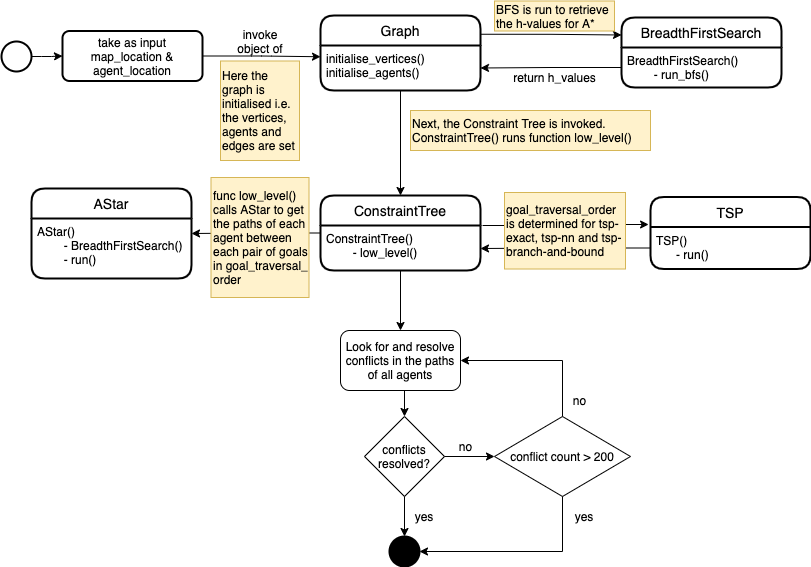 take as input
map_location &
agent_location
invoke
object of
Here the
graph is
initialised i.e.
the vertices,
agents and
edges are set
Graph
initialise_vertices()
initialise_agents()
BFS is run to retrieve
the h-values for A*
return h_values
BreadthFirstSearch
BreadthFirstSearch()
- run_bfs()
Next, the Constraint Tree is invoked.
ConstraintTree() runs function low_level()
AStar
AStar()
- BreadthFirstSearch()
- run()
func low_level()
calls AStar to get
the paths of each
agent between
each pair of goals
in goal_traversal_
order
ConstraintTree
ConstraintTree()
- low_level()
goal_traversal_order
is determined for tsp-
exact, tsp-nn and tsp-
branch-and-bound
TSP
TSP()
- run()
Look for and resolve
conflicts in the paths
of all agents
conflicts
resolved?
no
conflict count > 200
no
yes
yes